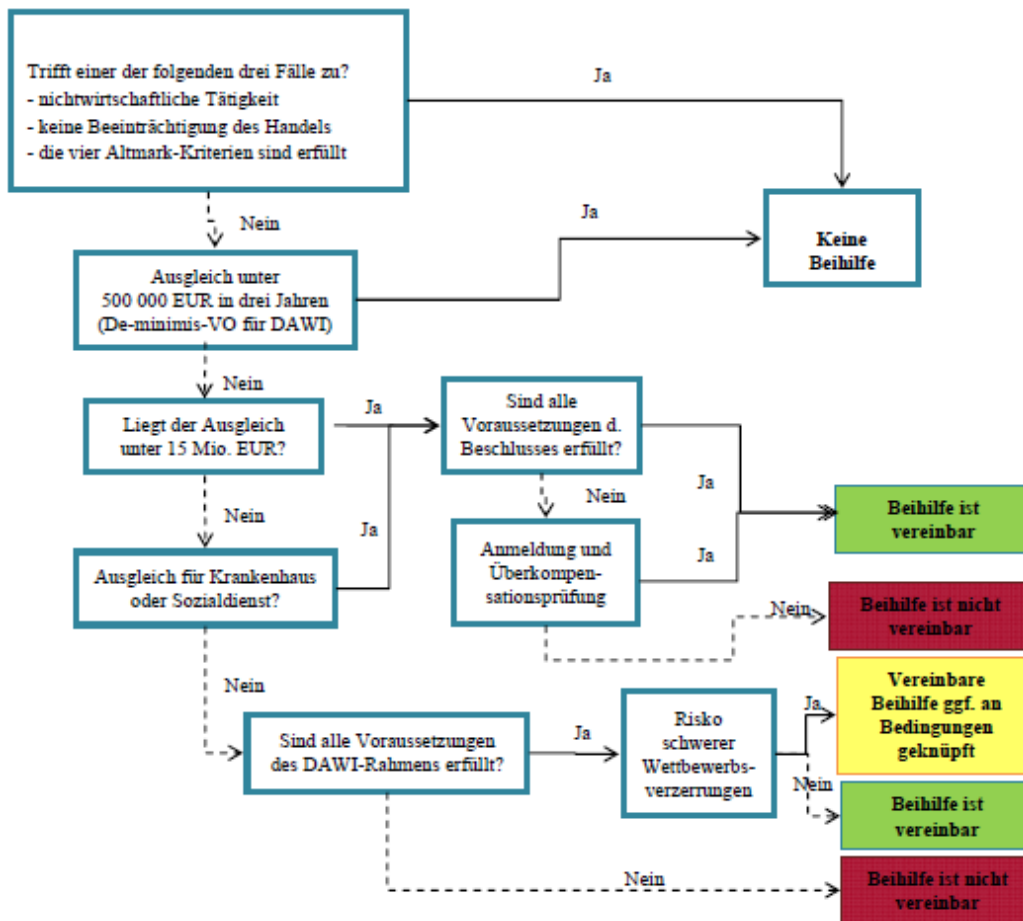 Trifft einer der folgenden drei Fälle zu?
- nichtwirtschaftliche Tätigkeit
- keine Beeinträchtigung des Handels
- die vier Altmark-Kriterien sind erfüllt
Ja
Nein
Ja
Keine
Beihilfe
Ausgleich unter
500 000 EUR in drei Jahren
(De-minimis-VO für DAWI)
Nein
Liegt der Ausgleich
unter 15 Mio. EUR?
Ja
Sind alle
Voraussetzungen d.
Beschlusses erfüllt?
Ja
Nein
Nein
Ja
Beihilfe ist
vereinbar
Ausgleich für Krankenhaus
oder Sozialdienst?
Anmeldung und
Überkompen-
sationsprüfung
Ja
Nein
Beihilfe ist nicht
vereinbar
Nein
Sind alle Voraussetzungen
des DAWI-Rahmens erfüllt?
Ja
Risko
schwerer
Wettbewerbs-
verzerrungen
Ja
Vereinbare
Beihilfe ggf. an
Bedingungen
geknüpft
Nein
Beihilfe ist
vereinbar
Nein
Beihilfe ist nicht
vereinbar